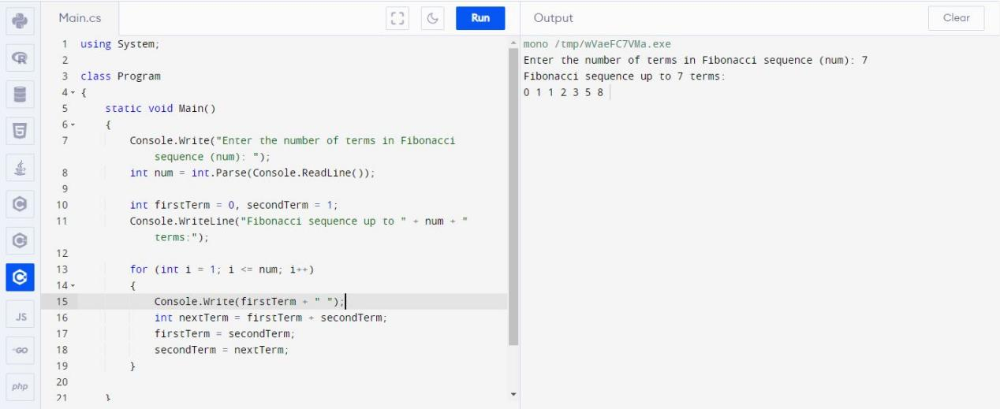 Main.cs
Run
Output
Clear
1 using System;
2
3 class Program
4 {
5 static void Main()
6 {
7 Console.Write("Enter the number of terms in Fibonacci
sequence (num): ");
8 int num = int.Parse(Console.ReadLine());
9
10 int firstTerm = 0, secondTerm = 1;
11 Console.WriteLine("Fibonacci sequence up to " + num + "
terms:");
12
13 for (int i = 1; i <= num; i++)
14 {
15 Console.Write(firstTerm + " ");
16 int nextTerm = firstTerm + secondTerm;
17 firstTerm = secondTerm;
18 secondTerm = nextTerm;
19 }
20
21 }
mono /tmp/wVaeFC7VMa.exe
Enter the number of terms in Fibonacci sequence (num): 7
Fibonacci sequence up to 7 terms:
0 1 1 2 3 5 8
R
5
C
C
C
JS
GO
php